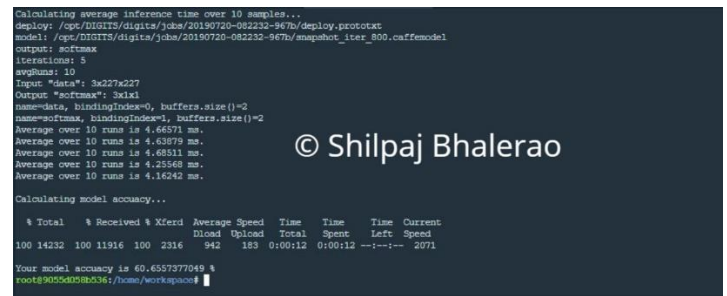 Calculating average inference time over 10 samples...
deploy: /opt/DIGITS/digits/jobs/20190720-082232-967b/deploy.prototxt
model: /opt/DIGITS/digits/jobs/20190720-082232-967b/snapshot_iter_800.caffemodel
output: softmax
iterations: 5
avgRuns: 10
Input "data": 3x227x227
Output "softmax": 3x1x1
name=data, bindingIndex=0, buffers.size()=2
name=softmax, bindingIndex=1, buffers.size()=2
Average over 10 runs is 4.66571 ms.
Average over 10 runs is 4.63879 ms.
Average over 10 runs is 4.68511 ms.
Average over 10 runs is 4.25568 ms.
Average over 10 runs is 4.16242 ms.
© Shilpaj Bhalerao
Calculating model accuacy...
% Total % Received % Xferd Average Speed Time Time Time Current
Dload Upload Total Spent Left Speed
100 14232 100 11916 100 2316 942 183 0:00:12 0:00:12 --:--:-- 2071
Your model accuacy is 60.6557377049 %
root@9055d058b536:/home/workspace#